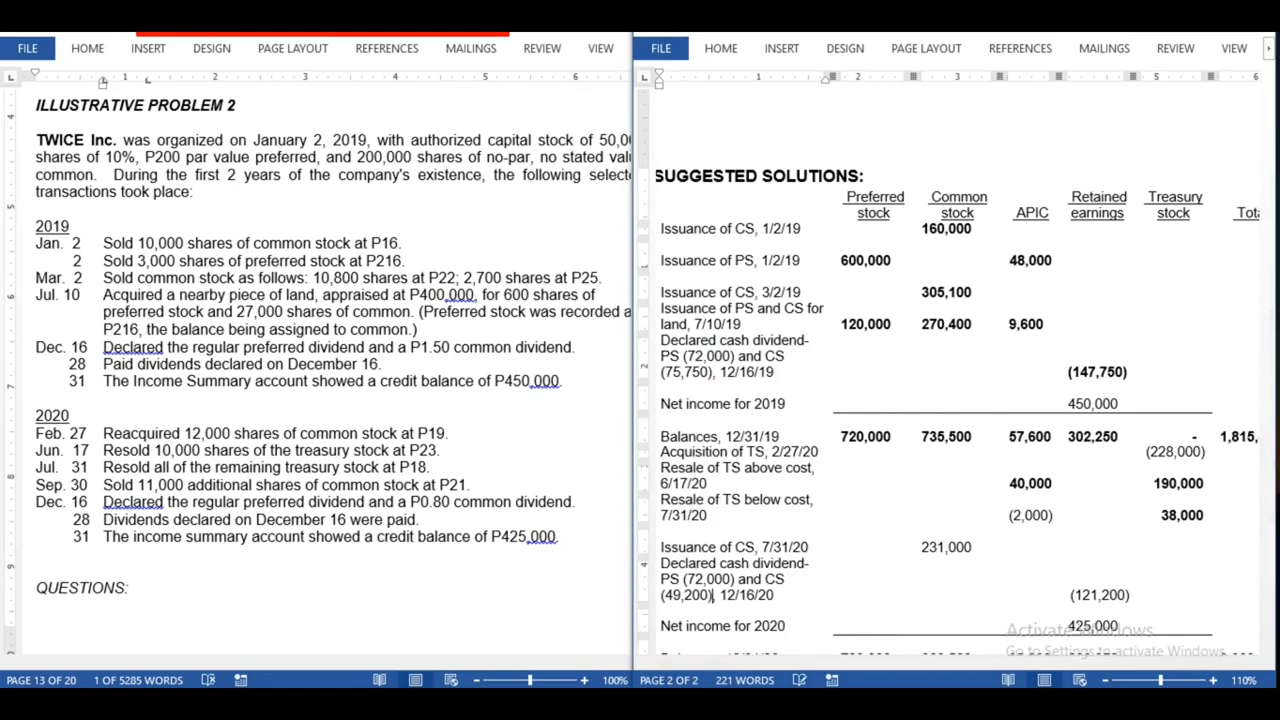 FILE HOME INSERT DESIGN PAGE LAYOUT REFERENCES MAILINGS REVIEW VIEW
1 2 3 4 5 6
ILLUSTRATIVE PROBLEM 2
TWICE Inc. was organized on January 2, 2019, with authorized capital stock of 50,0
shares of 10%, P200 par value preferred, and 200,000 shares of no-par, no stated val
common. During the first 2 years of the company's existence, the following select
transactions took place:
2019
Jan. 2 Sold 10,000 shares of common stock at P16.
2 Sold 3,000 shares of preferred stock at P216.
Mar. 2 Sold common stock as follows: 10,800 shares at P22; 2,700 shares at P25.
Jul. 10 Acquired a nearby piece of land, appraised at P400,000, for 600 shares of
preferred stock and 27,000 shares of common. (Preferred stock was recorded a
P216, the balance being assigned to common.)
Dec. 16 Declared the regular preferred dividend and a P1.50 common dividend.
28 Paid dividends declared on December 16.
31 The Income Summary account showed a credit balance of P450,000.
2020
Feb. 27 Reacquired 12,000 shares of common stock at P19.
Jun. 17 Resold 10,000 shares of the treasury stock at P23.
Jul. 31 Resold all of the remaining treasury stock at P18.
Sep. 30 Sold 11,000 additional shares of common stock at P21.
Dec. 16 Declared the regular preferred dividend and a P0.80 common dividend.
28 Dividends declared on December 16 were paid.
31 The income summary account showed a credit balance of P425,000.
QUESTIONS:
PAGE 13 OF 20 1 OF 5285 WORDS 100%
FILE HOME INSERT DESIGN PAGE LAYOUT REFERENCES MAILINGS REVIEW VIEW
1 2 3 5 6
SUGGESTED SOLUTIONS:
Preferred Common Retained Treasury
stock stock APIC earnings stock Tot
Issuance of CS, 1/2/19 160,000
Issuance of PS, 1/2/19 600,000 48,000
Issuance of CS, 3/2/19 305,100
Issuance of PS and CS for
land, 7/10/19 120,000 270,400 9,600
Declared cash dividend-
PS (72,000) and CS
(75,750), 12/16/19 (147,750)
Net income for 2019 450,000
Balances, 12/31/19 720,000 735,500 57,600 302,250 - 1,815,
Acquisition of TS, 2/27/20 (228,000)
Resale of TS above cost,
6/17/20 40,000 190,000
Resale of TS below cost,
7/31/20 (2,000) 38,000
Issuance of CS, 7/31/20 231,000
Declared cash dividend-
PS (72,000) and CS
(49,200), 12/16/20 (121,200)
Net income for 2020 425,000
Activate Windows
Go to Settings to activate Windows.
PAGE 2 OF 2 221 WORDS 110%